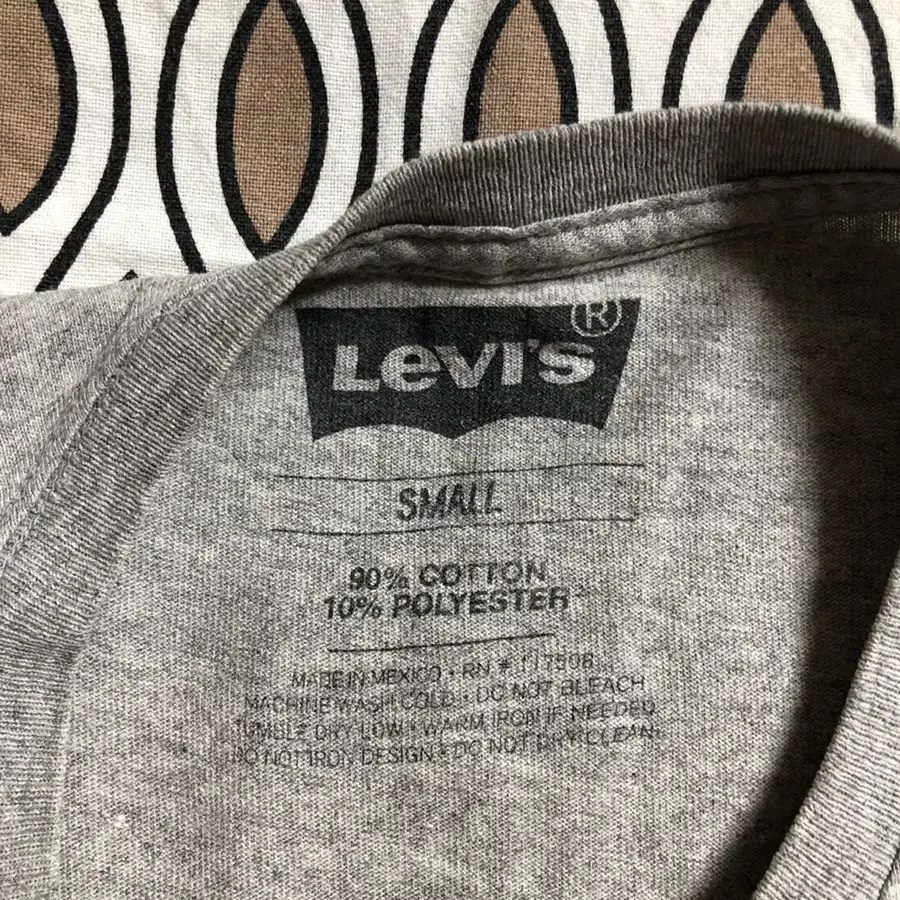 Levi's ®
SMALL
90% COTTON
10% POLYESTER
MADE IN MEXICO • RN # 117506
MACHINE WASH COLD • DO NOT BLEACH
TUMBLE DRY LOW • WARM IRON IF NEEDED
DO NOT IRON DESIGN • DO NOT DRY CLEAN